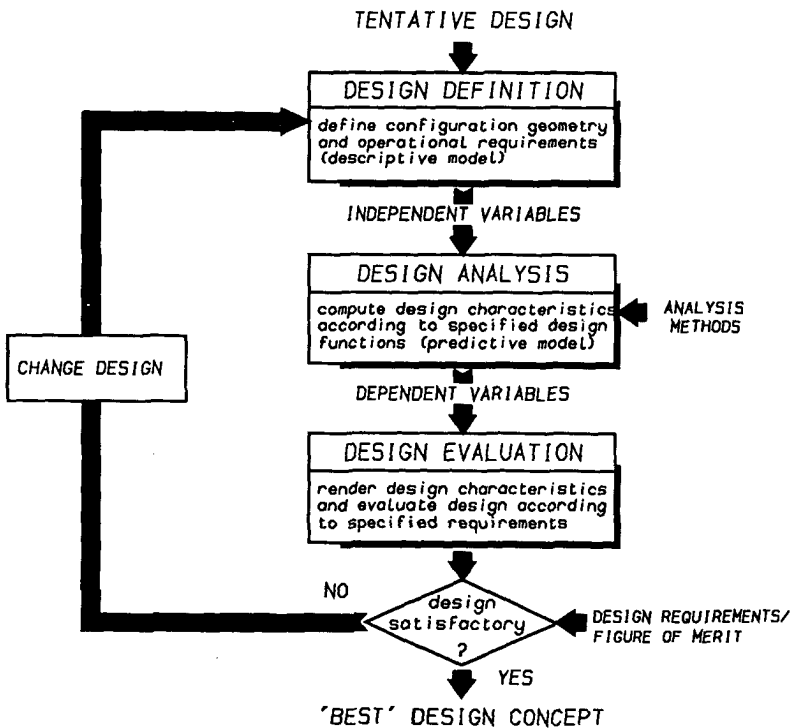 TENTATIVE DESIGN
DESIGN DEFINITION
define configuration geometry
and operational requirements
(descriptive model)
INDEPENDENT VARIABLES
DESIGN ANALYSIS
compute design characteristics
according to specified design
functions (predictive model)
ANALYSIS
METHODS
CHANGE DESIGN
DEPENDENT VARIABLES
DESIGN EVALUATION
render design characteristics
and evaluate design according
to specified requirements
NO
design
satisfactory
?
DESIGN REQUIREMENTS/
FIGURE OF MERIT
YES
'BEST' DESIGN CONCEPT